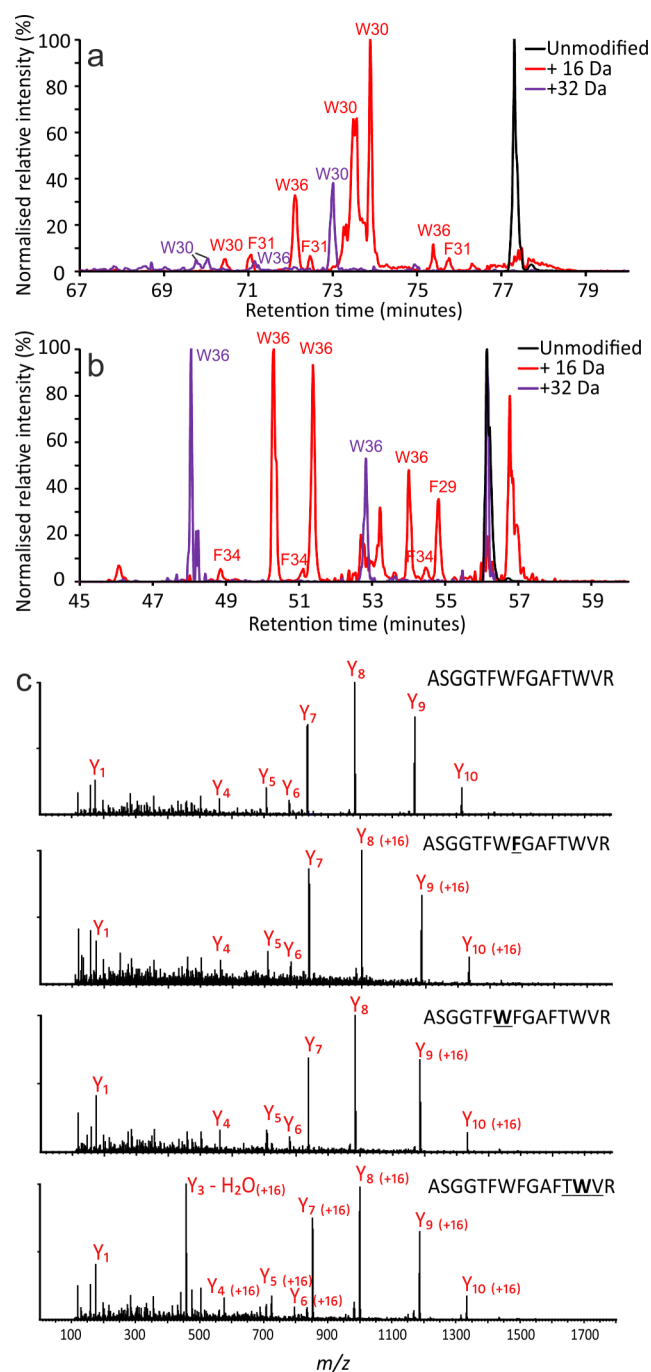 a
Normalised relative intensity (%)
100
80
60
40
20
0
W30
W30
W36
W30
W30
W30
F31
W36
F31
W36
F31
Unmodified
+ 16 Da
+32 Da
67 69 71 73 75 77 79
Retention time (minutes)
b
Normalised relative intensity (%)
100
80
60
40
20
0
W36
W36
W36
W36
W36
F29
F34
F34
F34
Unmodified
+ 16 Da
+32 Da
45 47 49 51 53 55 57 59
Retention time (minutes)
c
ASGGTFWFGAFTWVR
Y1 Y4 Y5 Y6 Y7 Y8 Y9 Y10
ASGGTFWFGAFTWVR
Y1 Y4 Y5 Y6 Y7 Y8 (+16) Y9 (+16) Y10 (+16)
ASGGTFWFGAFTWVR
Y1 Y4 Y5 Y6 Y7 Y8 Y9 (+16) Y10 (+16)
ASGGTFWFGAFTWVR
Y1 Y3 - H2O(+16) Y4 (+16) Y5 (+16) Y6 (+16) Y7 (+16) Y8 (+16) Y9 (+16) Y10 (+16)
100 300 500 700 900 1100 1300 1500 1700
m/z